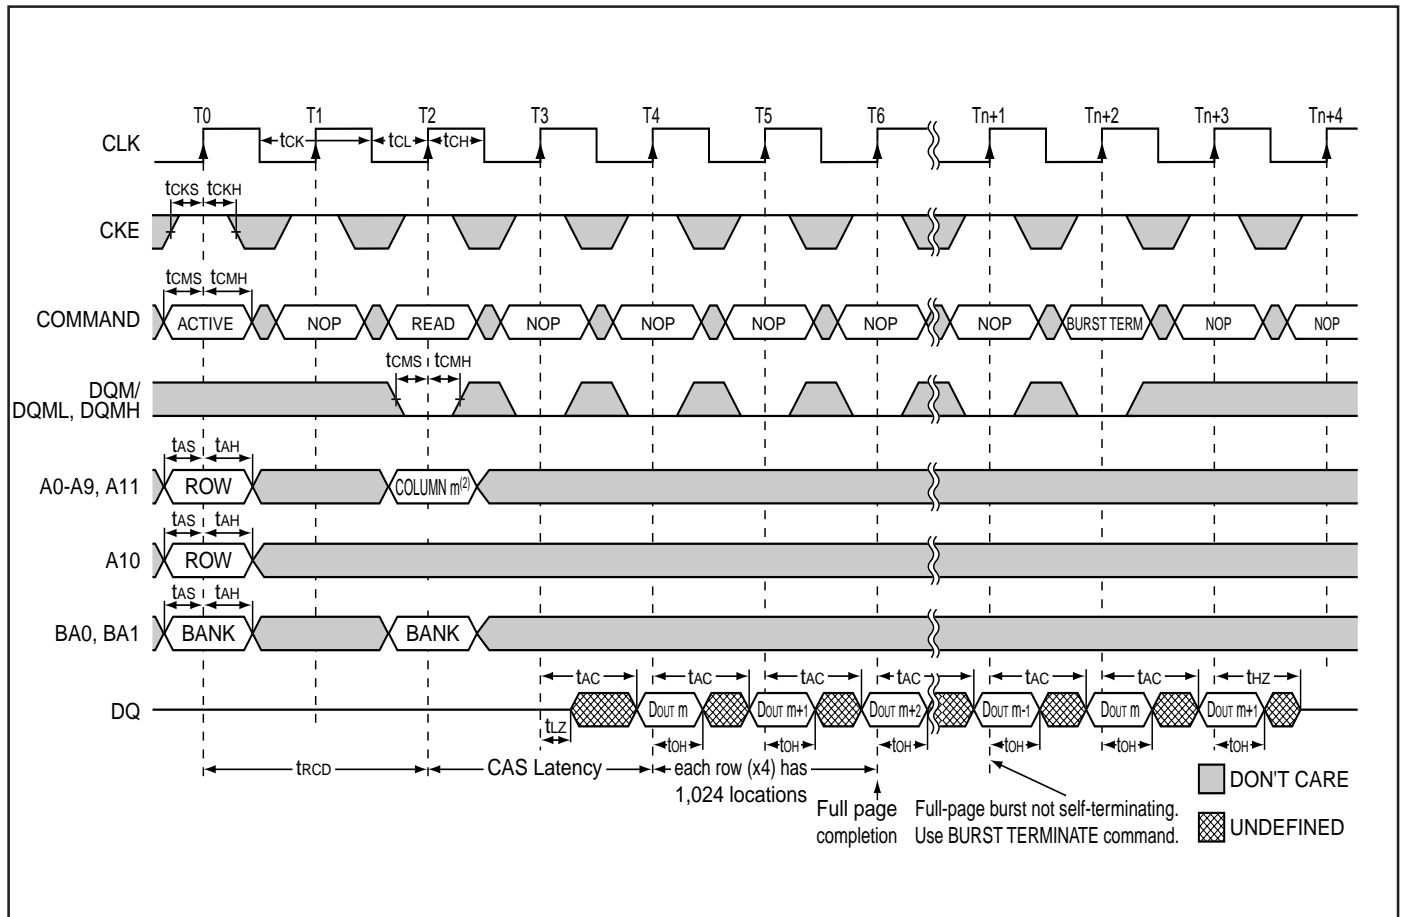 T0 T1 T2 T3 T4 T5 T6 Tn+1 Tn+2 Tn+3 Tn+4
CLK tCK tCL tCH
tCKS tCKH
CKE
tCMS tCMH
COMMAND ACTIVE NOP READ NOP NOP NOP NOP NOP BURST TERM NOP NOP
tCMS tCMH
DQM/
DQML, DQMH
tAS tAH
A0-A9, A11 ROW COLUMN m(2)
tAS tAH
A10 ROW
tAS tAH
BA0, BA1 BANK BANK
tAC tAC tAC tAC tAC tAC tHZ
DQ DOUT m DOUT m+1 DOUT m+2 DOUT m-1 DOUT m DOUT m+1
tLZ tOH tOH tOH tOH tOH tOH
tRCD CAS Latency each row (x4) has
1,024 locations
Full page
completion
Full-page burst not self-terminating.
Use BURST TERMINATE command.
DON'T CARE
UNDEFINED